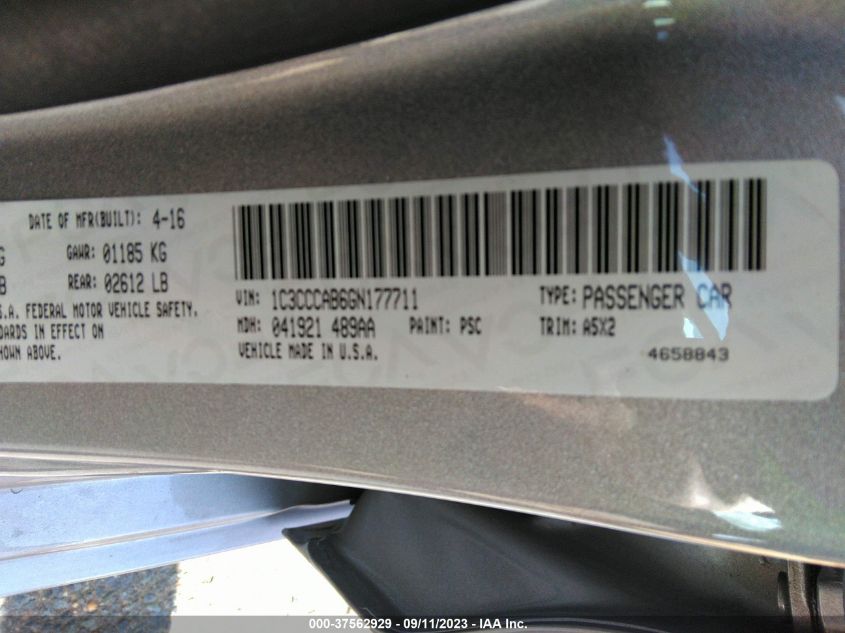 DATE OF MFR(BUILT): 4-16
G GAWR: 01185 KG
B REAR: 02612 LB
S.A. FEDERAL MOTOR VEHICLE SAFETY.
DARDS IN EFFECT ON
HOWN ABOVE.
VIN: 1C3CCCAB6GN177711 TYPE: PASSENGER CAR
MDH: 041921 489AA PAINT: PSC TRIM: A5X2
VEHICLE MADE IN U.S.A.
4658843
000-37562929 - 09/11/2023 - IAA Inc.